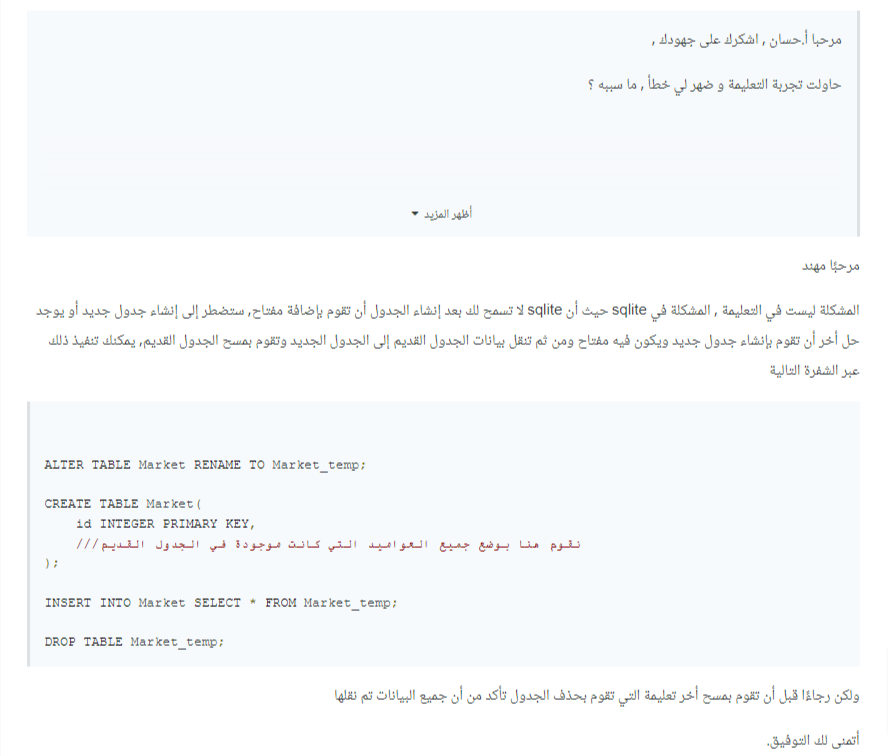 مرحبا أ.حسان , اشكرك على جهودك ,
حاولت تجربة التعليمة و ضهر لي خطأ , ما سببه ؟
أظهر المزيد
مرحبًا مهند
المشكلة ليست في التعليمة , المشكلة في sqlite حيث أن sqlite لا تسمح لك بعد إنشاء الجدول أن تقوم بإضافة مفتاح, ستضطر إلى إنشاء جدول جديد أو يوجد
حل أخر أن تقوم بإنشاء جدول جديد ويكون فيه مفتاح ومن ثم تنقل بيانات الجدول القديم إلى الجدول الجديد وتقوم بمسح الجدول القديم, يمكنك تنفيذ ذلك
عبر الشفرة التالية
ALTER TABLE Market RENAME TO Market_temp;
CREATE TABLE Market(
id INTEGER PRIMARY KEY,
///نقوم هنا بوضع جميع العواميد التي كانت موجودة في الجدول القديم
);
INSERT INTO Market SELECT * FROM Market_temp;
DROP TABLE Market_temp;
ولكن رجاءًا قبل أن تقوم بمسح أخر تعليمة التي تقوم بحذف الجدول تأكد من أن جميع البيانات تم نقلها
أتمنى لك التوفيق.